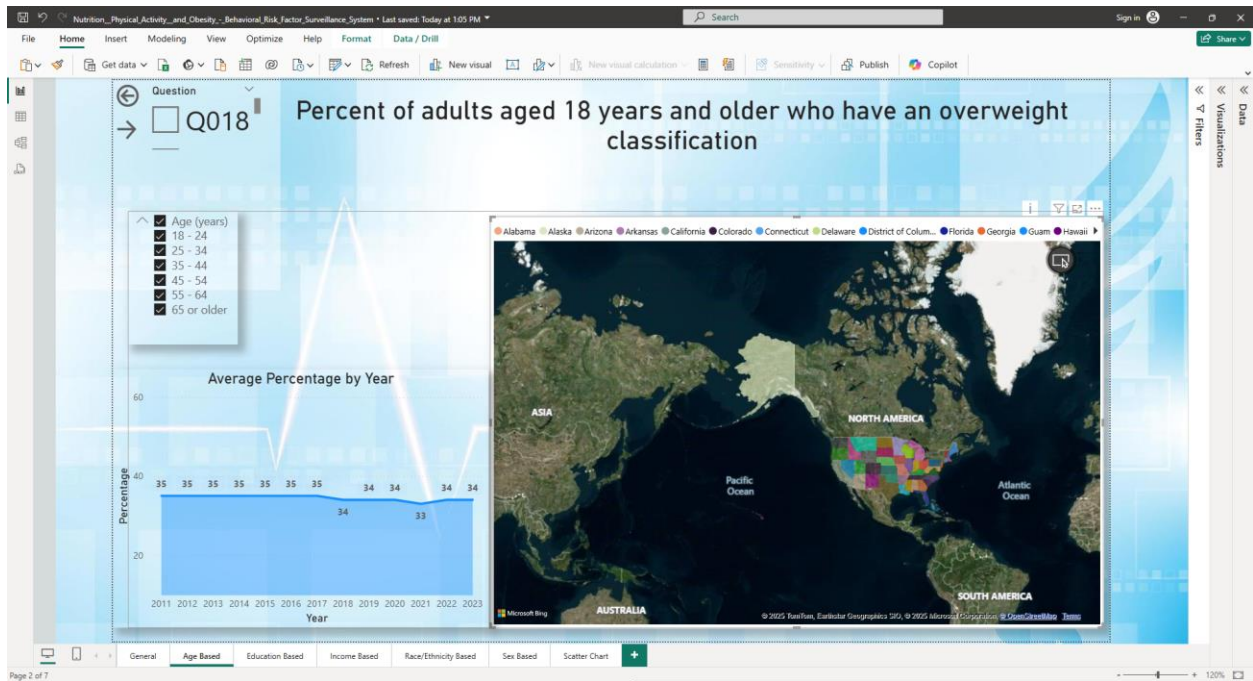 Nutrition__Physical_Activity__and_Obesity_-_Behavioral_Risk_Factor_Surveillance_System • Last saved: Today at 1:05 PM
Search
Sign in
File Home Insert Modeling View Optimize Help Format Data / Drill
Share
Get data
Refresh
New visual
New visual calculation
Sensitivity
Publish
Copilot
Question
Q018
Percent of adults aged 18 years and older who have an overweight
classification
Filters
Visualizations
Data
Age (years)
18 - 24
25 - 34
35 - 44
45 - 54
55 - 64
65 or older
Average Percentage by Year
Percentage
60
40
20
35 35 35 35 35 35 35 34 34 34 33 34 34
2011 2012 2013 2014 2015 2016 2017 2018 2019 2020 2021 2022 2023
Year
Alabama Alaska Arizona Arkansas California Colorado Connecticut Delaware District of Colum... Florida Georgia Guam Hawaii
ASIA
NORTH AMERICA
Pacific
Ocean
Atlantic
Ocean
SOUTH AMERICA
AUSTRALIA
Microsoft Bing
© 2025 TomTom, Earthstar Geographics SIO, © 2025 Microsoft Corporation, © OpenStreetMap Terms
General Age Based Education Based Income Based Race/Ethnicity Based Sex Based Scatter Chart
Page 2 of 7
120%